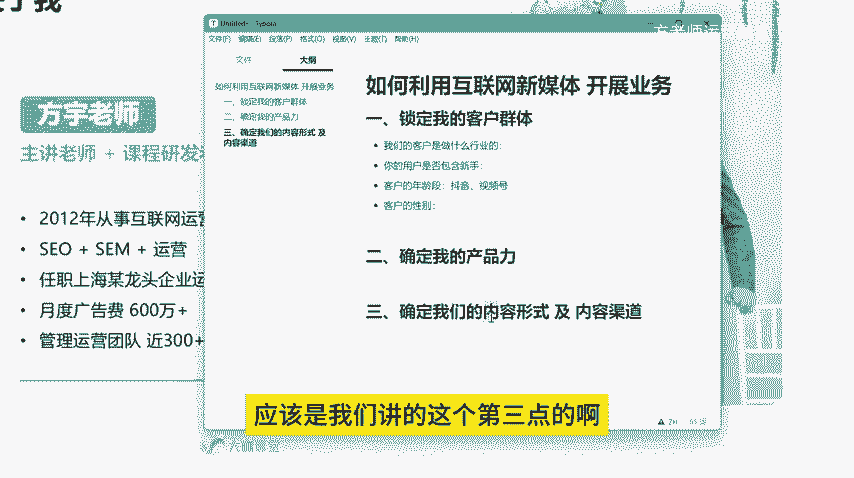 方宇老师
主讲老师 + 课程研发
• 2012年从事互联网运营
• SEO + SEM + 运营
• 任职上海某龙头企业运
• 月度广告费 600万+
• 管理运营团队 近300+
Untitled - Typora
文件(F) 编辑(E) 段落(P) 格式(O) 视图(V) 主题(T) 帮助(H)
文件 大纲
如何利用互联网新媒体 开展业务
一、锁定我的客户群体
二、确定我的产品力
三、确定我们的内容形式 及
内容渠道
如何利用互联网新媒体 开展业务
一、锁定我的客户群体
• 我们的客户是做什么行业的:
• 你的用户是否包含新手:
• 客户的年龄段：抖音、视频号
• 客户的性别:
二、确定我的产品力
三、确定我们的内容形式 及 内容渠道
应该是我们讲的这个第三点的啊